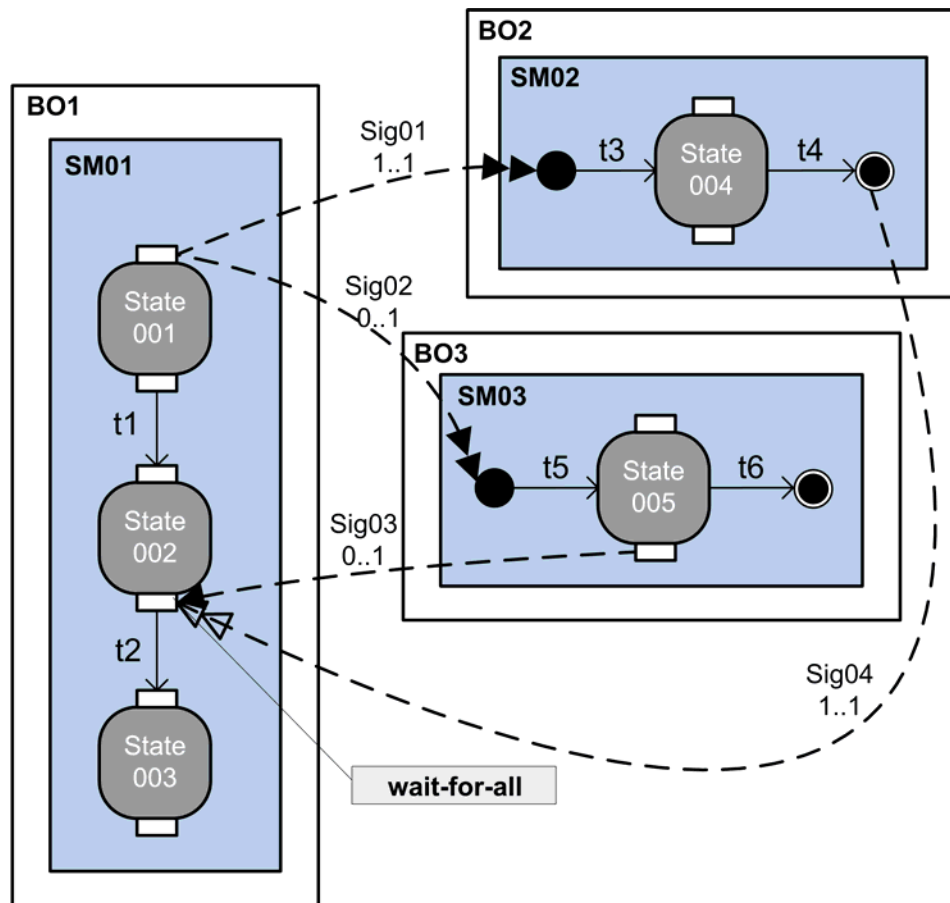 BO1
SM01
State
001
t1
State
002
t2
State
003
Sig01
1..1
Sig02
0..1
Sig03
0..1
wait-for-all
BO2
SM02
t3
State
004
t4
BO3
SM03
t5
State
005
t6
Sig04
1..1